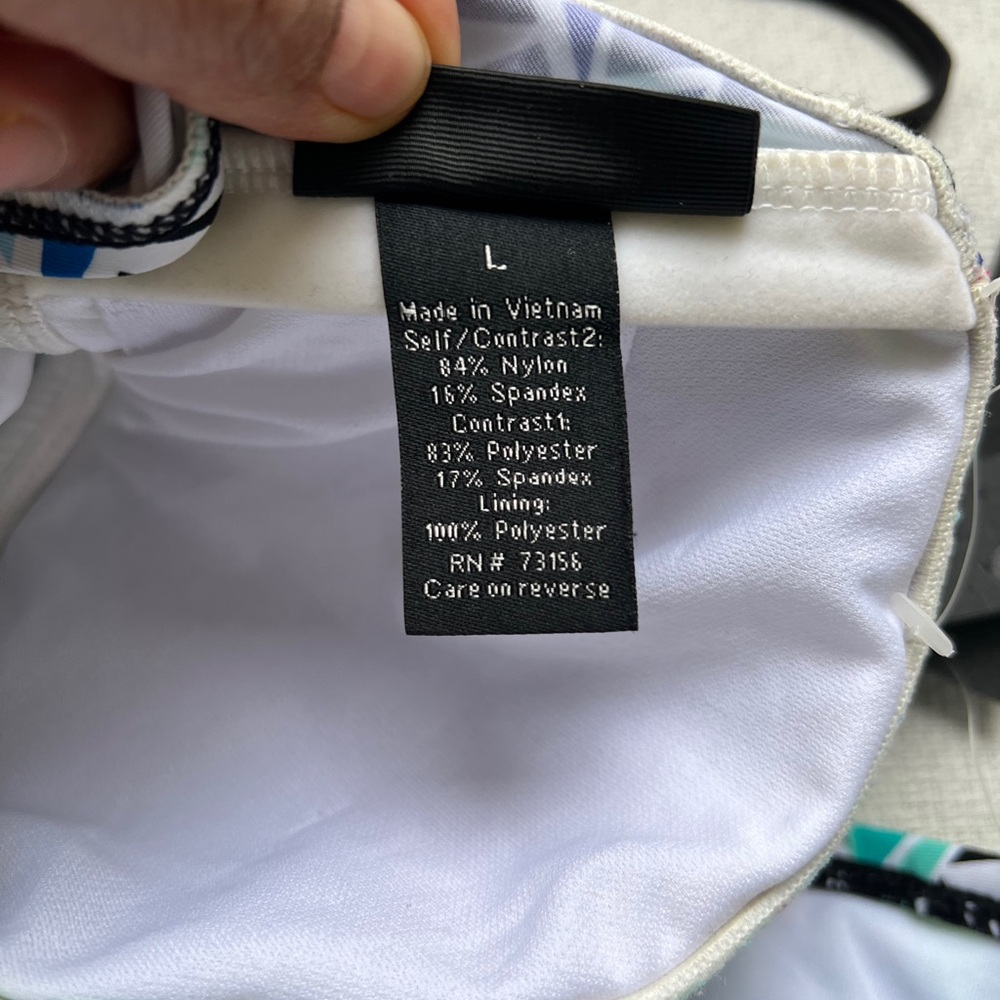 L
Made in Vietnam
Self/Contrast2:
84% Nylon
16% Spandex
Contrast1:
83% Polyester
17% Spandex
Lining:
100% Polyester
RN # 73156
Care on reverse